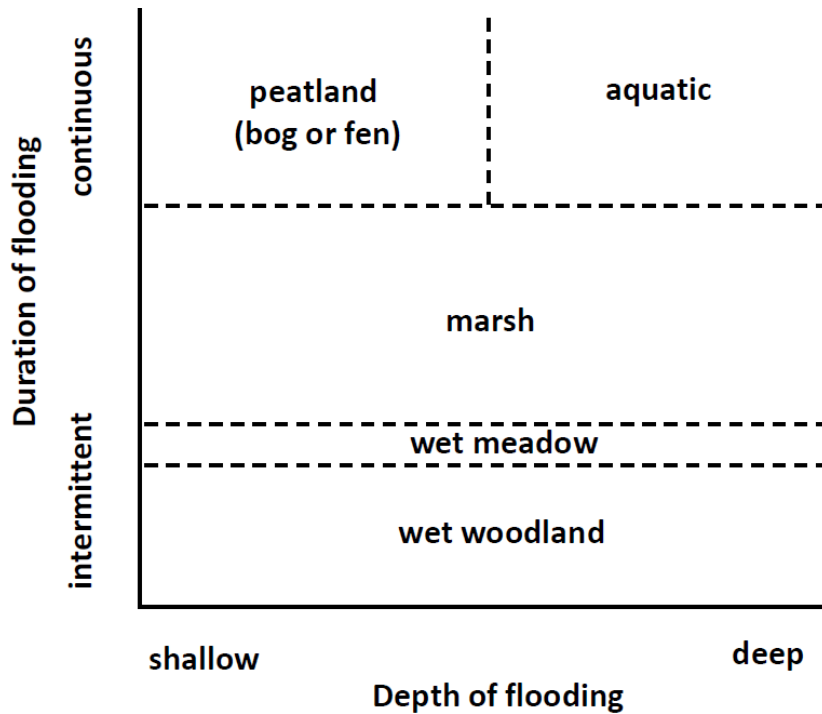 Duration of flooding
continuous
intermittent
peatland
(bog or fen)
aquatic
marsh
wet meadow
wet woodland
shallow
deep
Depth of flooding